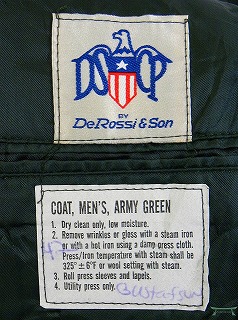 DSCP
BY
DeRossi & Son
COAT, MEN'S, ARMY GREEN
1. Dry clean only, low moisture.
2. Remove wrinkles or gloss with a steam iron
or with a hot iron using a damp press cloth.
Press/Iron temperature with steam shall be
325° ± 6°F or wool setting with steam.
3. Roll press sleeves and lapels.
4. Utility press only.